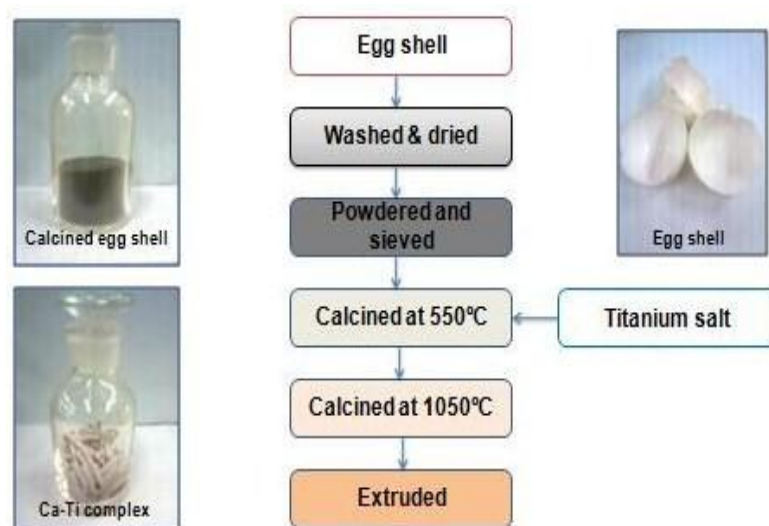 Egg shell
Washed & dried
Powdered and
sieved
Calcined at 550ºC
Titanium salt
Calcined at 1050ºC
Extruded
Calcined egg shell
Ca-Ti complex
Egg shell